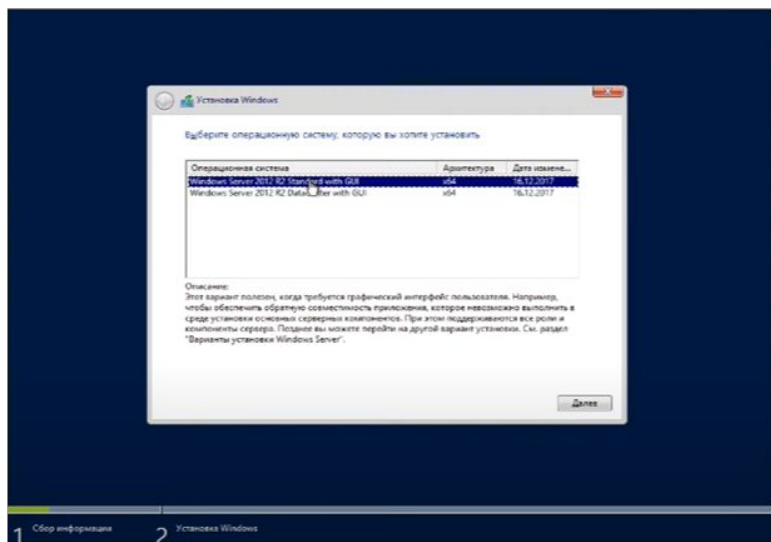 Установка Windows
Выберите операционную систему, которую вы хотите установить
Операционная система Архитектура Дата измене...
Windows Server 2012 R2 Standard with GUI x64 16.12.2017
Windows Server 2012 R2 Datacenter with GUI x64 16.12.2017
Описание:
Этот вариант полезен, когда требуется графический интерфейс пользователя. Например,
чтобы обеспечить обратную совместимость приложения, которое невозможно выполнить в
среде установки основных серверных компонентов. При этом поддерживаются все роли и
компоненты сервера. Позднее вы можете перейти на другой вариант установки. См. раздел
"Варианты установки Windows Server".
Далее
1 Сбор информации 2 Установка Windows